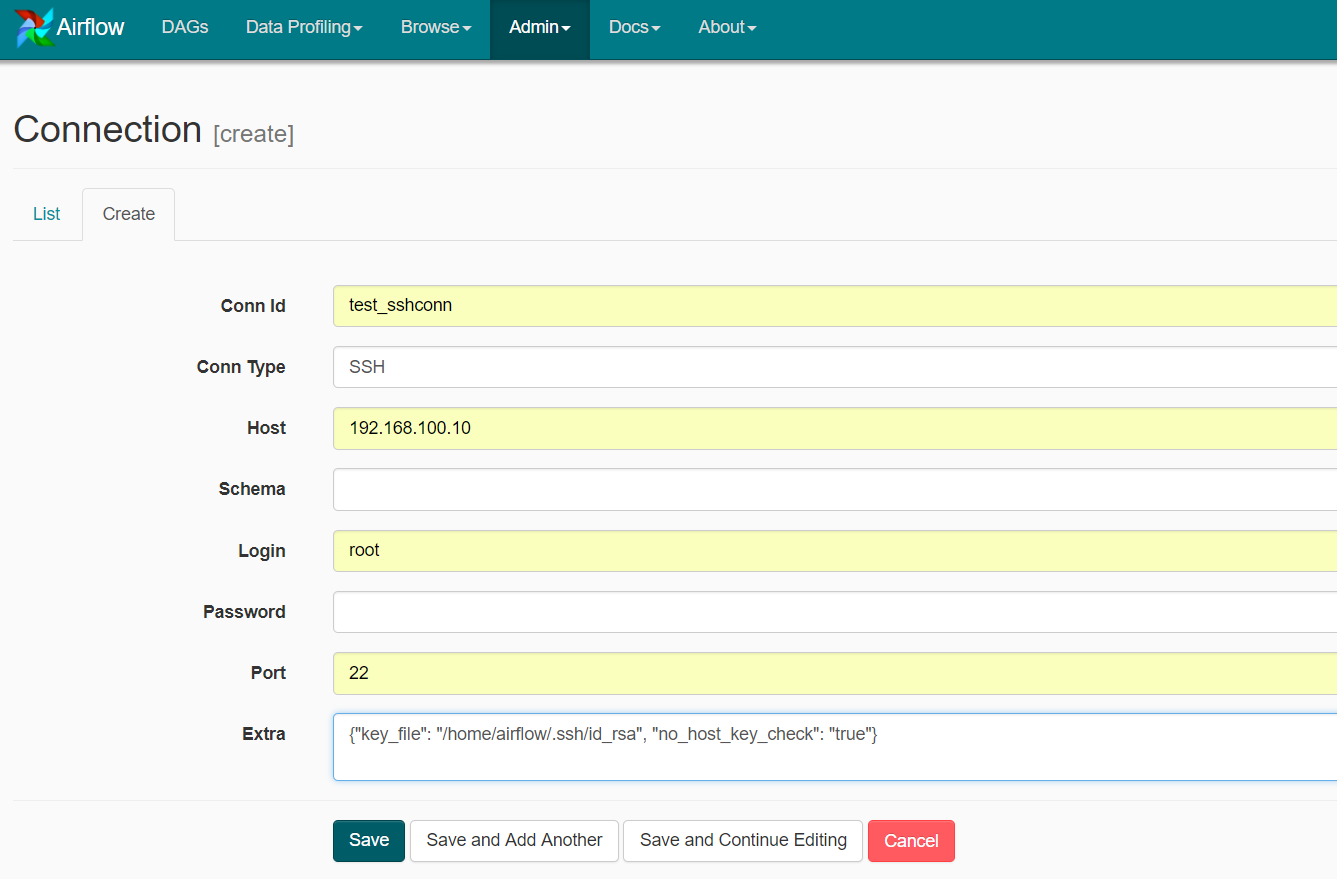 Airflow DAGs Data Profiling Browse Admin Docs About
Connection [create]
List Create
Conn Id test_sshconn
Conn Type SSH
Host 192.168.100.10
Schema
Login root
Password
Port 22
Extra {"key_file": "/home/airflow/.ssh/id_rsa", "no_host_key_check": "true"}
Save Save and Add Another Save and Continue Editing Cancel